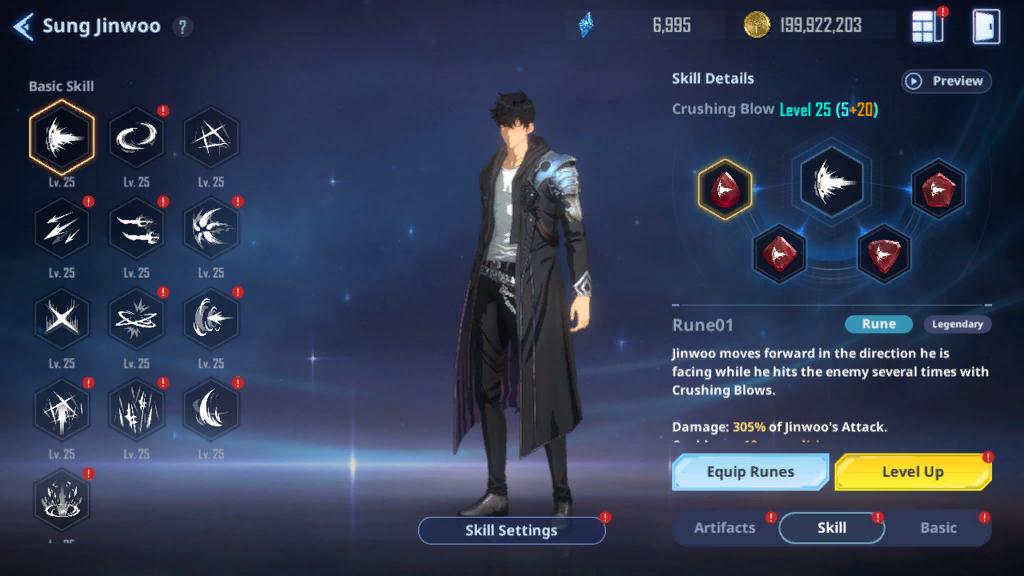 Sung Jinwoo ?
6,995
199,922,203
Basic Skill
Lv. 25 Lv. 25 Lv. 25
Lv. 25 Lv. 25 Lv. 25
Lv. 25 Lv. 25 Lv. 25
Lv. 25 Lv. 25 Lv. 25
Skill Details
Preview
Crushing Blow Level 25 (5+20)
Rune01
Rune
Legendary
Jinwoo moves forward in the direction he is
facing while he hits the enemy several times with
Crushing Blows.
Damage: 305% of Jinwoo's Attack.
Equip Runes
Level Up
Skill Settings
Artifacts
Skill
Basic